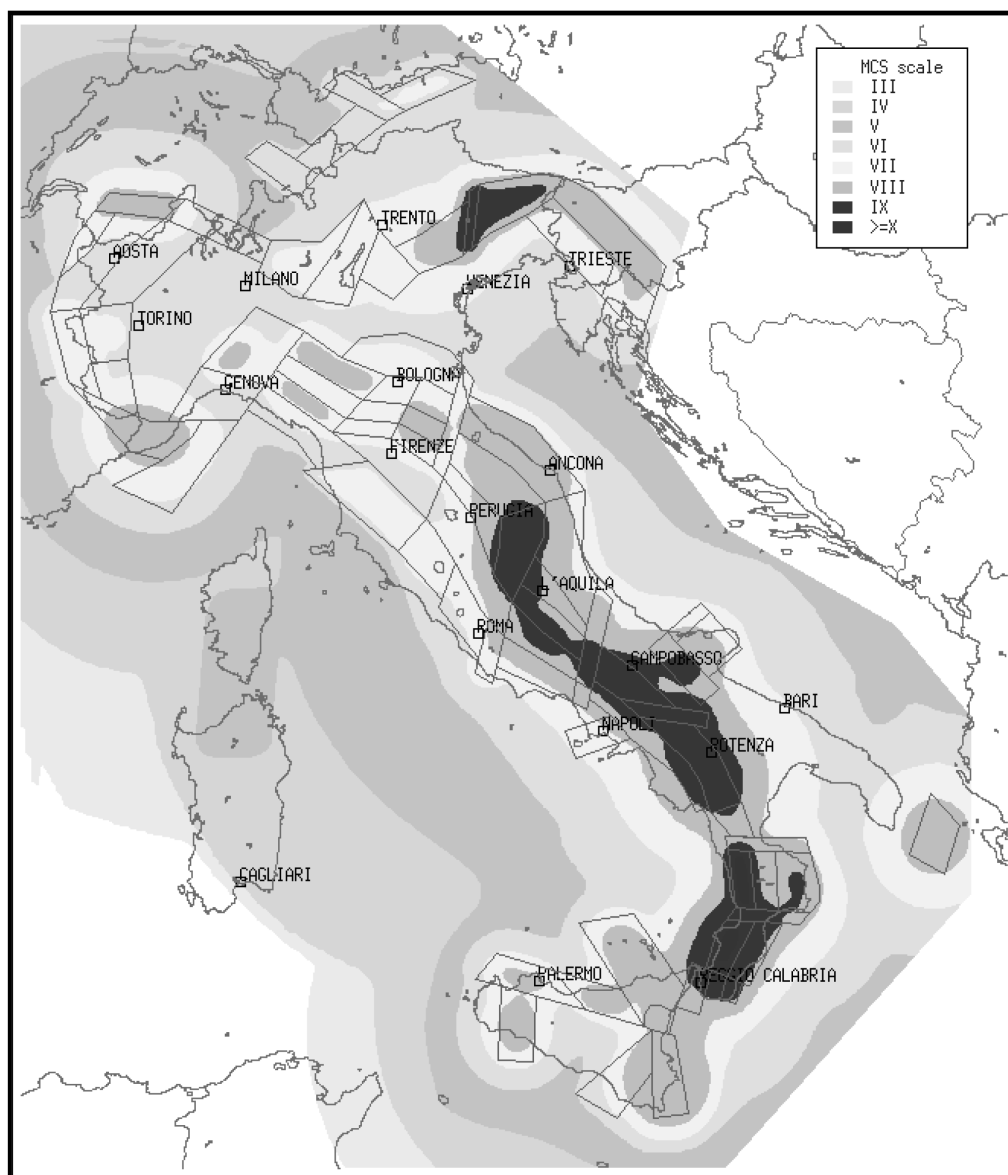 MCS scale
III
IV
V
VI
VII
VIII
IX
>=X
TRENTO
AOSTA
TRIESTE
MILANO
VENEZIA
TORINO
GENOVA
BOLOGNA
FIRENZE
ANCONA
PERUGIA
L'AQUILA
ROMA
CAMPOBASSO
BARI
NAPOLI
POTENZA
CAGLIARI
PALERMO
REGGIO CALABRIA